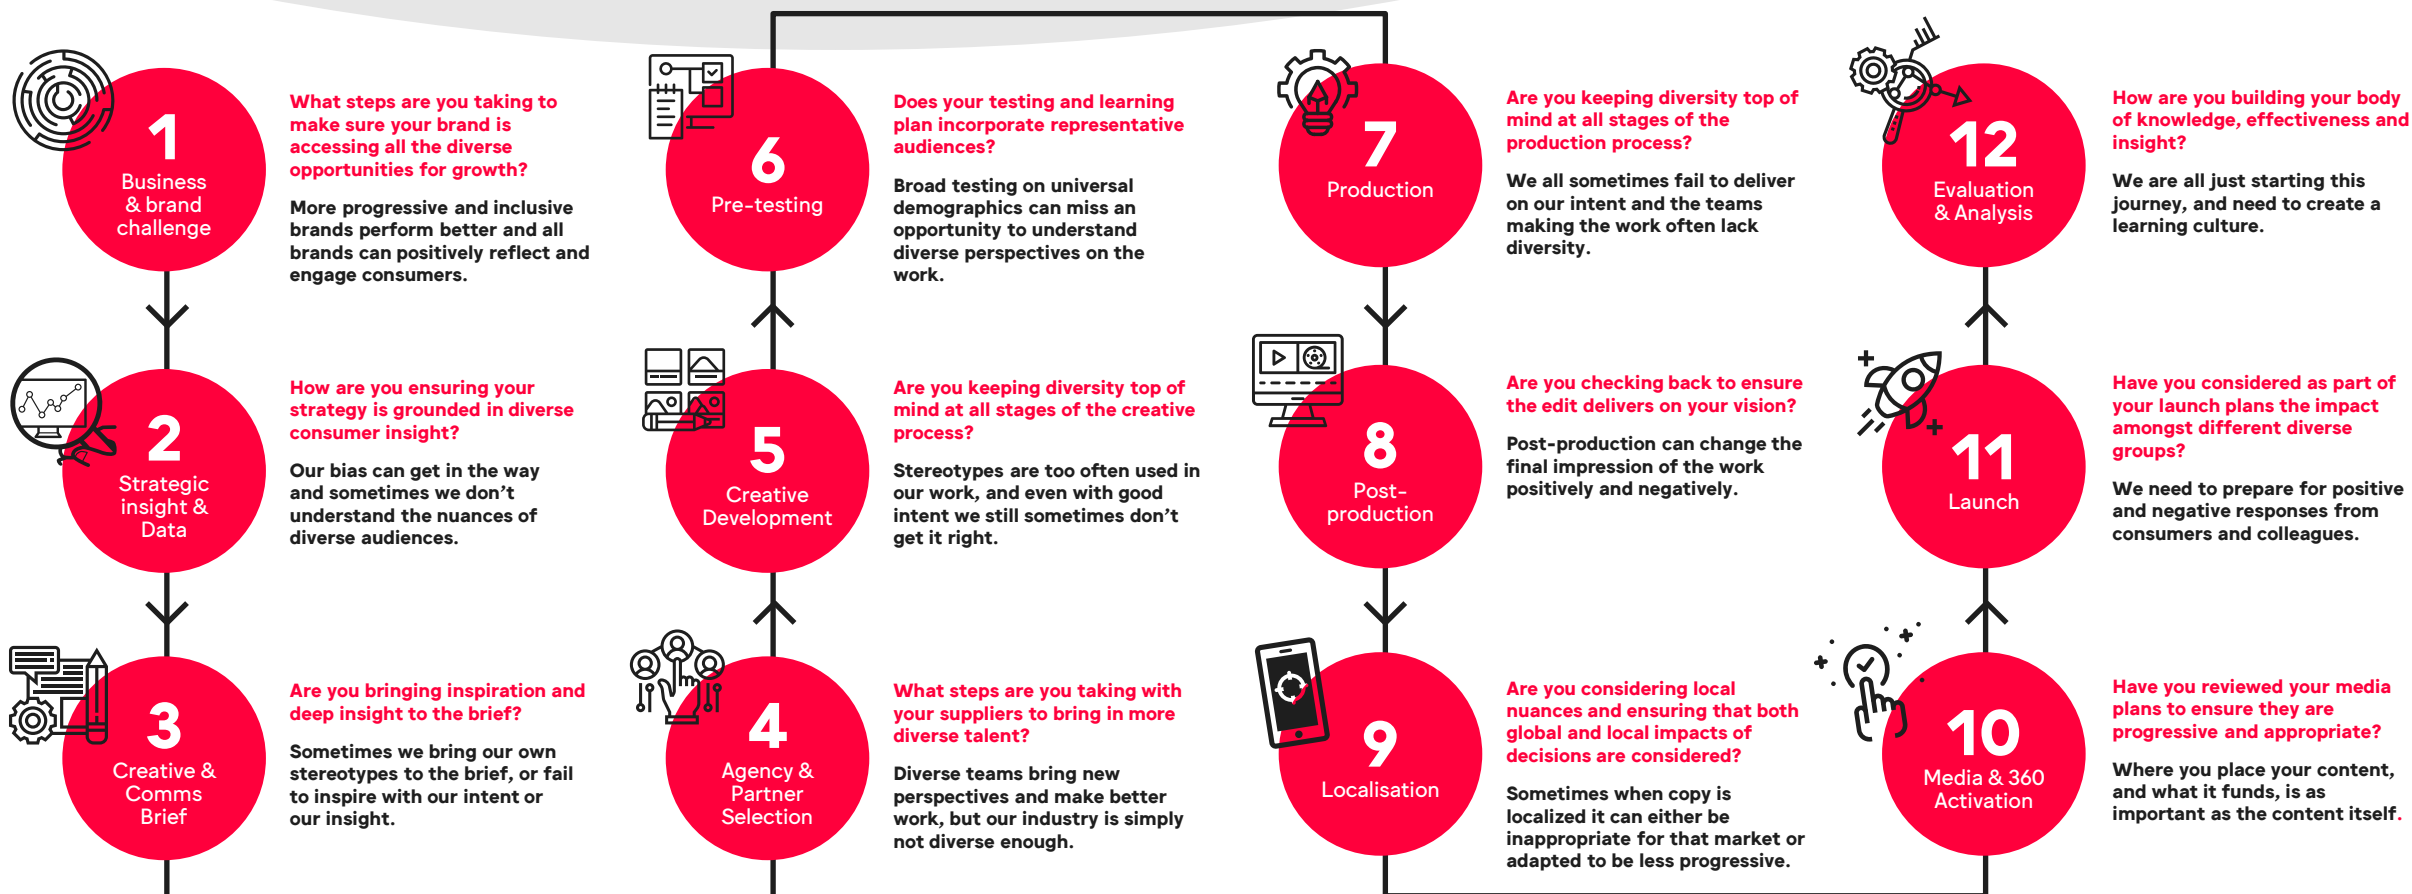 1
Business
& brand
challenge
What steps are you taking to
make sure your brand is
accessing all the diverse
opportunities for growth?
More progressive and inclusive
brands perform better and all
brands can positively reflect and
engage consumers.
2
Strategic
insight &
Data
How are you ensuring your
strategy is grounded in diverse
consumer insight?
Our bias can get in the way
and sometimes we don’t
understand the nuances of
diverse audiences.
3
Creative &
Comms
Brief
Are you bringing inspiration and
deep insight to the brief?
Sometimes we bring our own
stereotypes to the brief, or fail
to inspire with our intent or
our insight.
4
Agency &
Partner
Selection
What steps are you taking with
your suppliers to bring in more
diverse talent?
Diverse teams bring new
perspectives and make better
work, but our industry is simply
not diverse enough.
5
Creative
Development
Are you keeping diversity top of
mind at all stages of the creative
process?
Stereotypes are too often used in
our work, and even with good
intent we still sometimes don’t
get it right.
6
Pre-testing
Does your testing and learning
plan incorporate representative
audiences?
Broad testing on universal
demographics can miss an
opportunity to understand
diverse perspectives on the
work.
7
Production
Are you keeping diversity top of
mind at all stages of the
production process?
We all sometimes fail to deliver
on our intent and the teams
making the work often lack
diversity.
8
Post-
production
Are you checking back to ensure
the edit delivers on your vision?
Post-production can change the
final impression of the work
positively and negatively.
9
Localisation
Are you considering local
nuances and ensuring that both
global and local impacts of
decisions are considered?
Sometimes when copy is
localized it can either be
inappropriate for that market or
adapted to be less progressive.
10
Media & 360
Activation
Have you reviewed your media
plans to ensure they are
progressive and appropriate?
Where you place your content,
and what it funds, is as
important as the content itself.
11
Launch
Have you considered as part of
your launch plans the impact
amongst different diverse
groups?
We need to prepare for positive
and negative responses from
consumers and colleagues.
12
Evaluation
& Analysis
How are you building your body
of knowledge, effectiveness and
insight?
We are all just starting this
journey, and need to create a
learning culture.